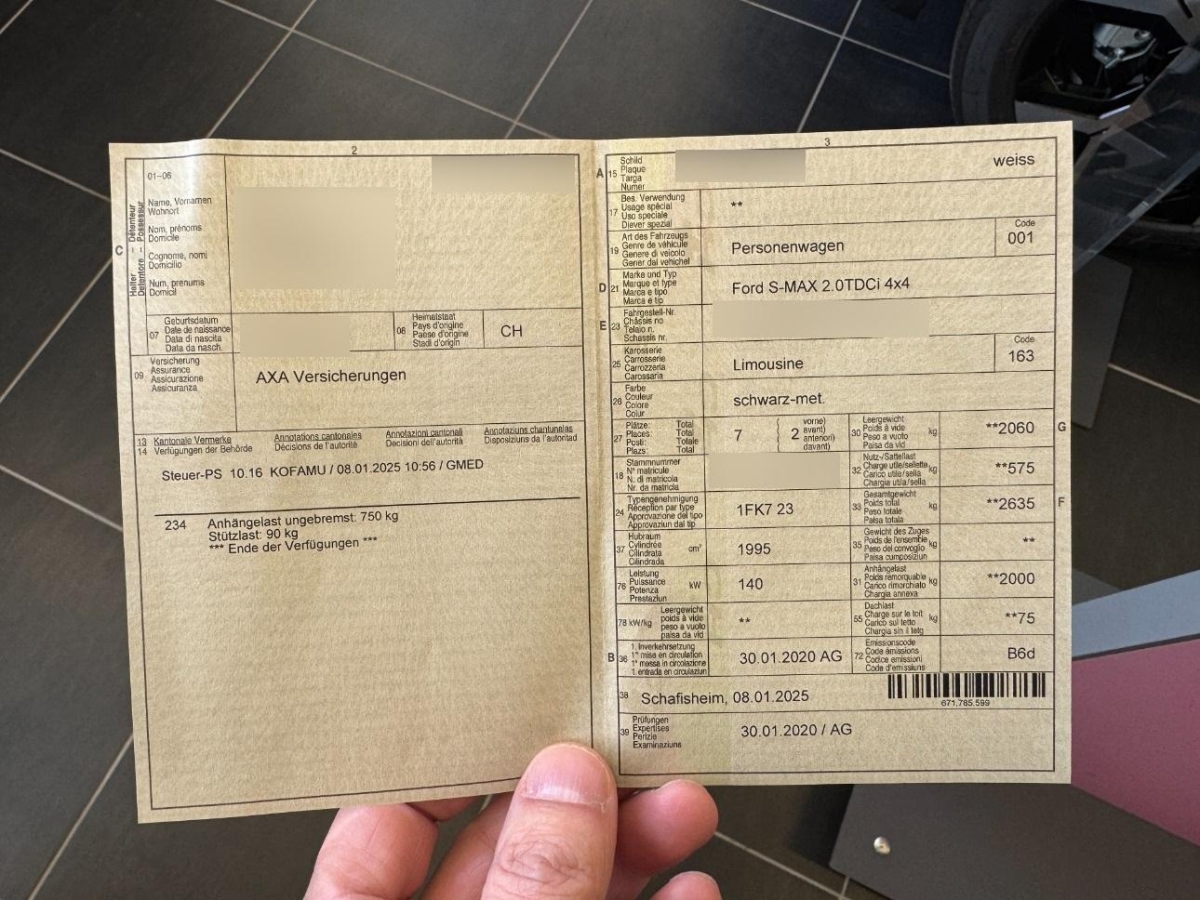 2
01-06
Halter – Détenteur
Detentore – Possessur
C
Name, Vornamen
Wohnort
Nom, prénoms
Domicile
Cognome, nomi
Domicilio
Num, prenums
Domicil
07
Geburtsdatum
Date de naissance
Data di nascita
Data da nasch.
08
Heimatstaat
Pays d'origine
Paese d'origine
Stadi d'origin
CH
09
Versicherung
Assurance
Assicurazione
Assicuranza
AXA Versicherungen
13 Kantonale Vermerke Annotations cantonales Annotazioni cantonali Annotaziuns chantunalas
14 Verfügungen der Behörde Décisions de l'autorité Decisioni dell'autorità Disposiziuns da l'autoritad
Steuer-PS 10.16 KOFAMU / 08.01.2025 10:56 / GMED
234 Anhängelast ungebremst: 750 kg
Stützlast: 90 kg
*** Ende der Verfügungen ***
3
A 15
Schild
Plaque
Targa
Numer
weiss
17
Bes. Verwendung
Usage spécial
Uso speciale
Diever spezial
**
19
Art des Fahrzeugs
Genre de véhicule
Genere di veicolo
Gener dal vehichel
Personenwagen
Code
001
D 21
Marke und Typ
Marque et type
Marca e tipo
Marca e tip
Ford S-MAX 2.0TDCi 4x4
E 23
Fahrgestell-Nr.
Châssis no
Telaio n.
Schassis nr.
25
Karosserie
Carrosserie
Carrozzeria
Carossaria
Limousine
Code
163
26
Farbe
Couleur
Colore
Colur
schwarz-met.
27
Plätze: Total
Places: Total
Posti: Totale
Plazs: Total
7
2
vorne)
avant)
anteriori)
davant)
30
Leergewicht
Poids à vide
Peso a vuoto
Paisa da vid
kg
**2060
G
18
Stammnummer
N° matricule
N. di matricola
Nr. da matricla
32
Nutz-/Sattellast
Charge utile/sellette
Carico utile/sella
Chargia utila/sella
kg
**575
24
Typengenehmigung
Réception par type
Approvazione del tipo
Approvaziun dal tip
1FK7 23
33
Gesamtgewicht
Poids total
Peso totale
Paisa totala
kg
**2635
F
37
Hubraum
Cylindrée
Cilindrata
Cilindrada
cm³
1995
35
Gewicht des Zuges
Poids de l'ensemble
Peso del convoglio
Paisa cumposiziun
kg
**
76
Leistung
Puissance
Potenza
Prestaziun
kW
140
31
Anhängelast
Poids remorquable
Carico rimorchiato
Chargia annexa
kg
**2000
78 kW/kg
Leergewicht
poids à vide
peso a vuoto
paisa da vid
**
55
Dachlast
Charge sur le toit
Carico sul tetto
Chargia sin il tetg
kg
**75
B 36
1. Inverkehrsetzung
1re mise en circulation
1a messa in circolazione
1. entrada en circulaziun
30.01.2020 AG
72
Emissionscode
Code émissions
Codice emissioni
Code d'emissiuns
B6d
38
Schafisheim, 08.01.2025
671.785.599
39
Prüfungen
Expertises
Perizie
Examinaziuns
30.01.2020 / AG